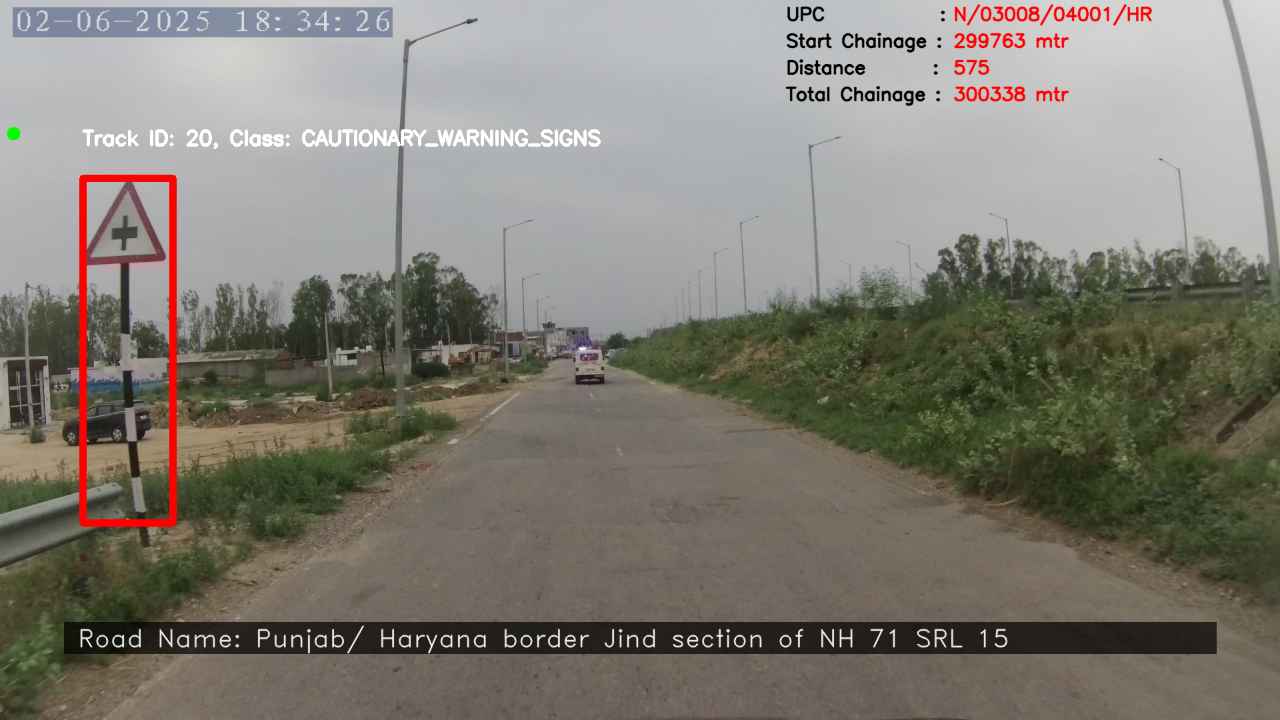 02-06-2025 18:34:26
UPC : N/03008/04001/HR
Start Chainage : 299763 mtr
Distance : 575
Total Chainage : 300338 mtr
Track ID: 20, Class: CAUTIONARY_WARNING_SIGNS
Road Name: Punjab/ Haryana border Jind section of NH 71 SRL 15